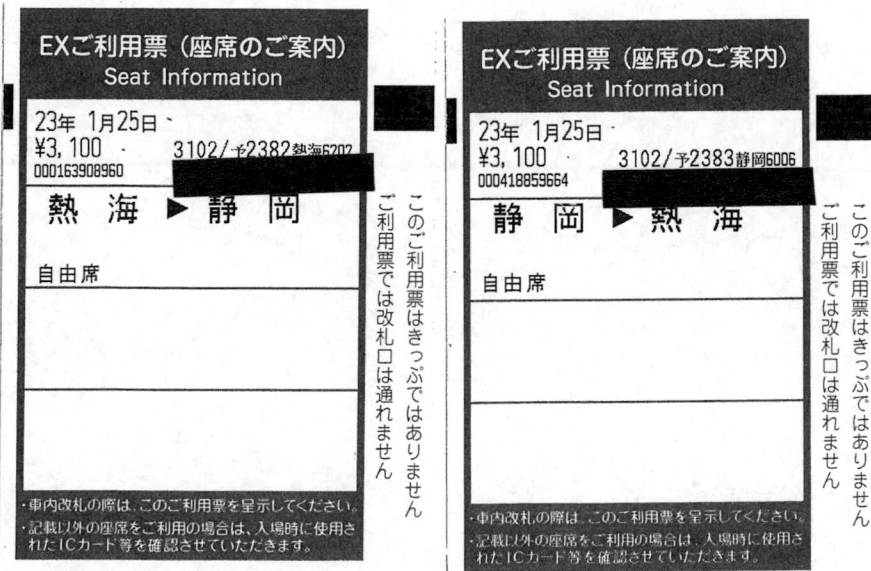 EXご利用票（座席のご案内）
Seat Information
23年 1月25日
¥3,100 3102/予2382熱海6202
000163908960
熱 海 ▶ 静 岡
自由席
・車内改札の際は、このご利用票を呈示してください。
・記載以外の座席をご利用の場合は、入場時に使用さ
れたICカード等を確認させていただきます。
このご利用票はきっぷではありません
ご利用票では改札口は通れません
EXご利用票（座席のご案内）
Seat Information
23年 1月25日
¥3,100 3102/予2383静岡6006
000418859664
静 岡 ▶ 熱 海
自由席
・車内改札の際は、このご利用票を呈示してください。
・記載以外の座席をご利用の場合は、入場時に使用さ
れたICカード等を確認させていただきます。
このご利用票はきっぷではありません
ご利用票では改札口は通れません